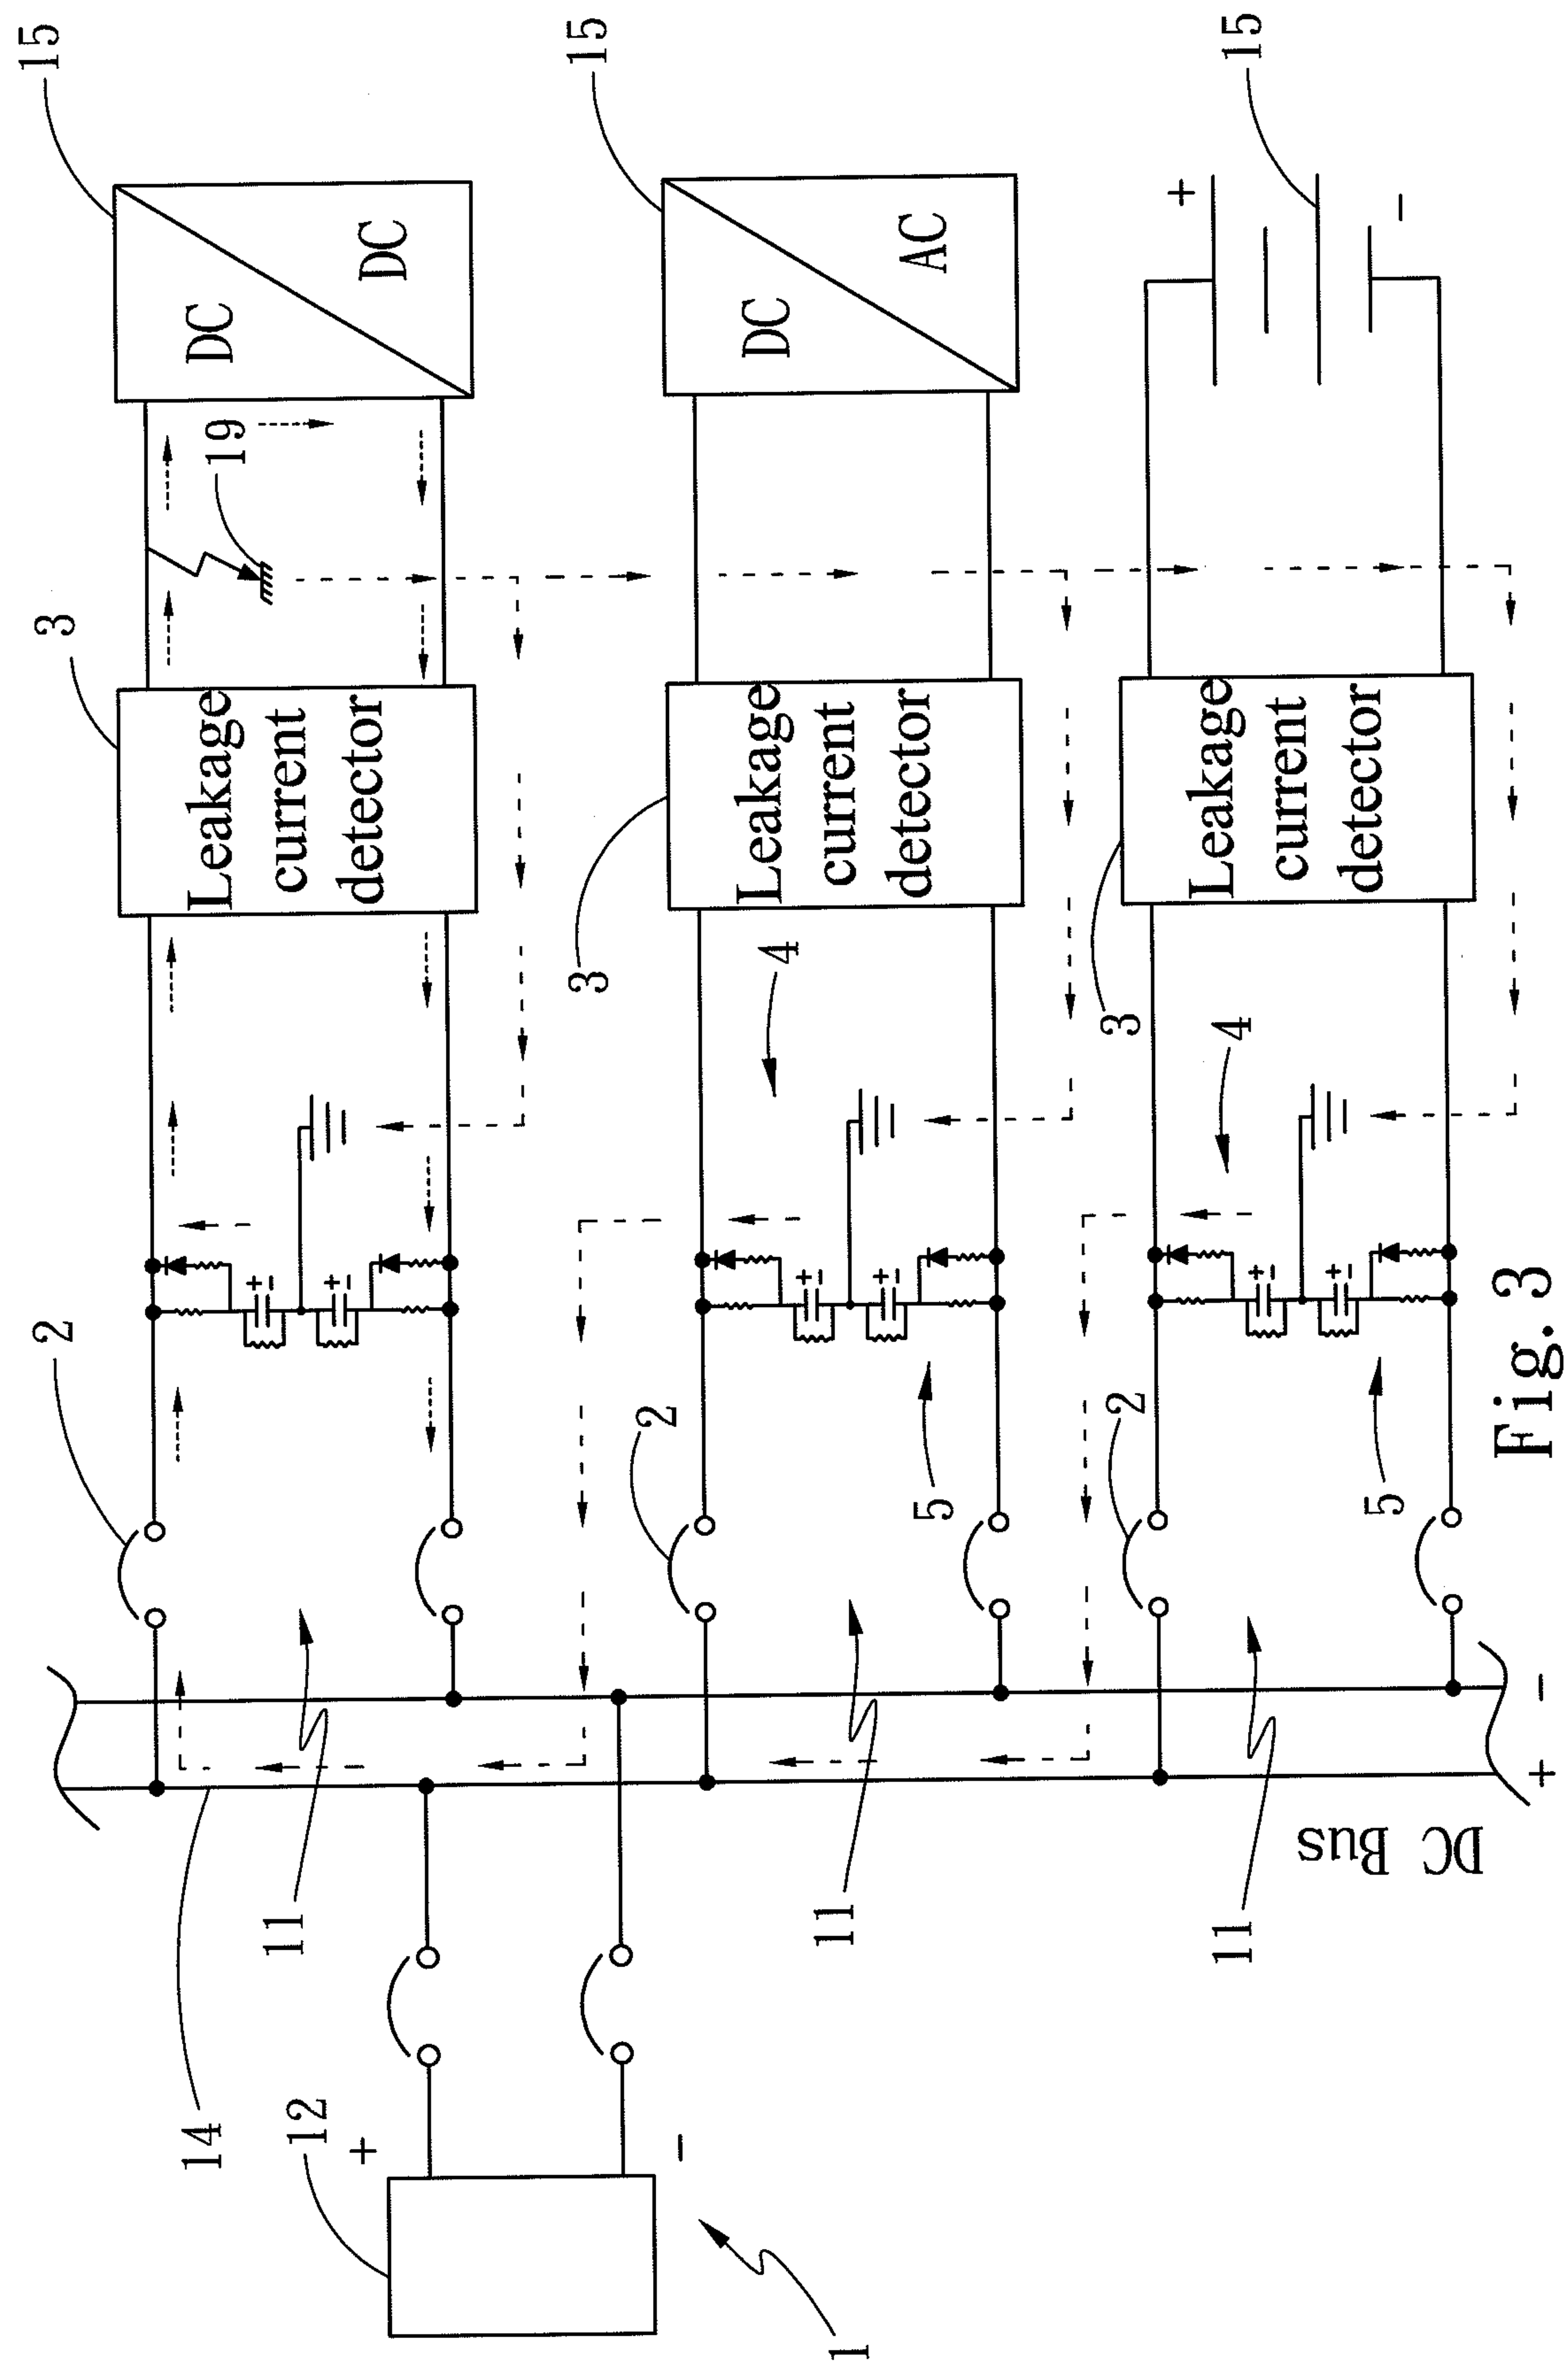 15
15
15
DC
DC
DC
AC
+
-
19
3
Leakage
current
detector
3
Leakage
current
detector
3
Leakage
current
detector
4
4
+
-
+
-
+
-
+
-
+
-
+
-
2
2
2
5
5
11
11
11
-
+
DC Bus
14
12
+
-
1
Fig. 3